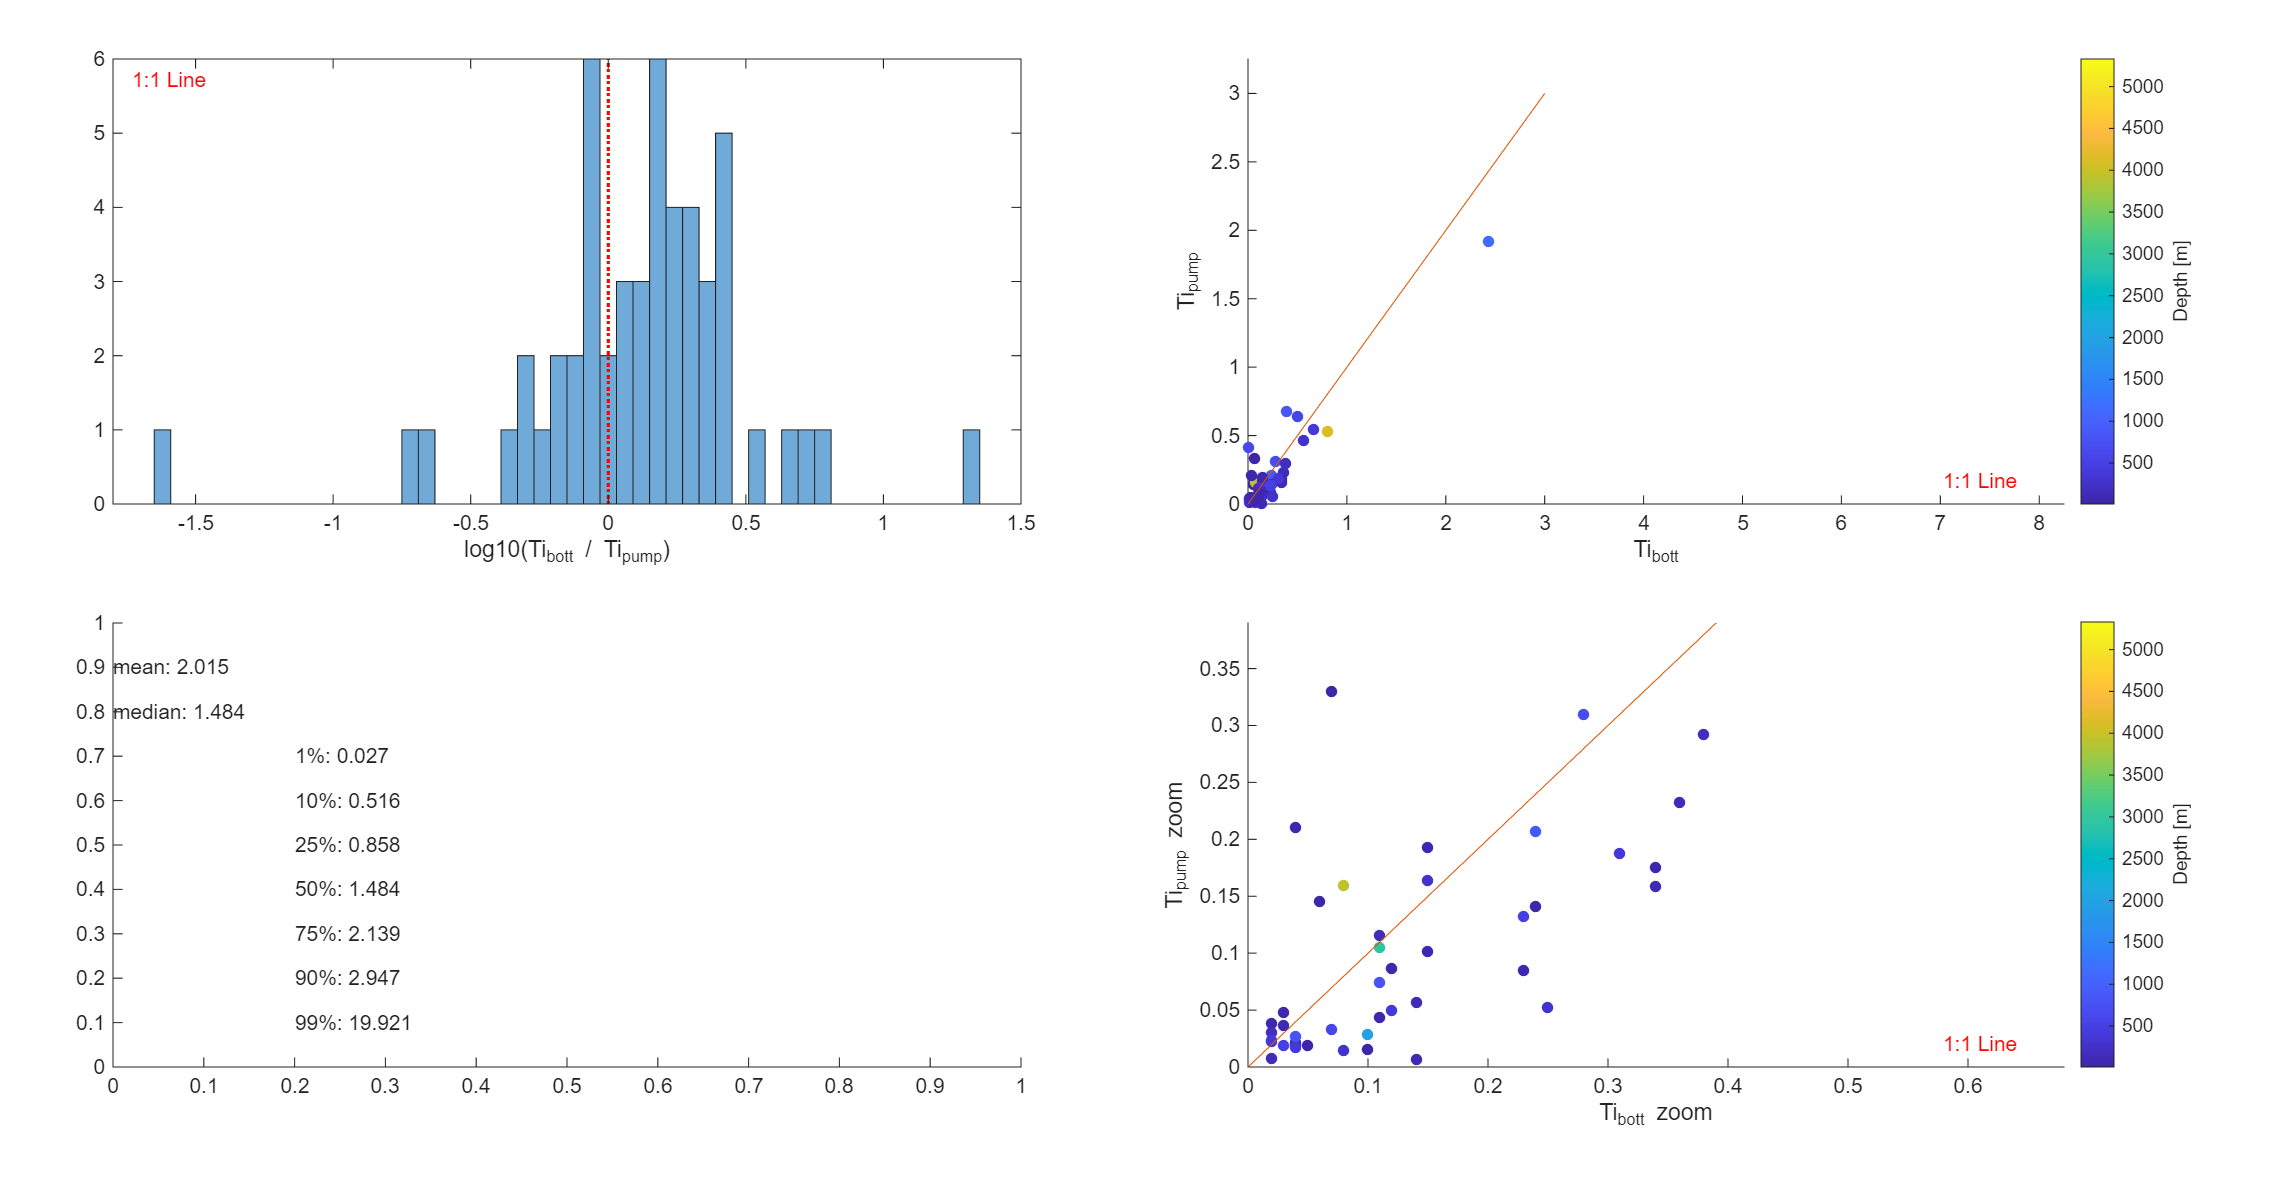 6
5
4
3
2
1
0
1:1 Line
-1.5 -1 -0.5 0 0.5 1 1.5
log10(Ti_bott / Ti_pump)
3
2.5
2
1.5
1
0.5
0
Ti_pump
1:1 Line
0 1 2 3 4 5 6 7 8
Ti_bott
5000
4500
4000
3500
3000
2500
2000
1500
1000
500
Depth [m]
1
0.9 mean: 2.015
0.8 median: 1.484
0.7 1%: 0.027
0.6 10%: 0.516
0.5 25%: 0.858
0.4 50%: 1.484
0.3 75%: 2.139
0.2 90%: 2.947
0.1 99%: 19.921
0
0 0.1 0.2 0.3 0.4 0.5 0.6 0.7 0.8 0.9 1
0.35
0.3
0.25
0.2
0.15
0.1
0.05
0
Ti_pump zoom
1:1 Line
0 0.1 0.2 0.3 0.4 0.5 0.6
Ti_bott zoom
5000
4500
4000
3500
3000
2500
2000
1500
1000
500
Depth [m]